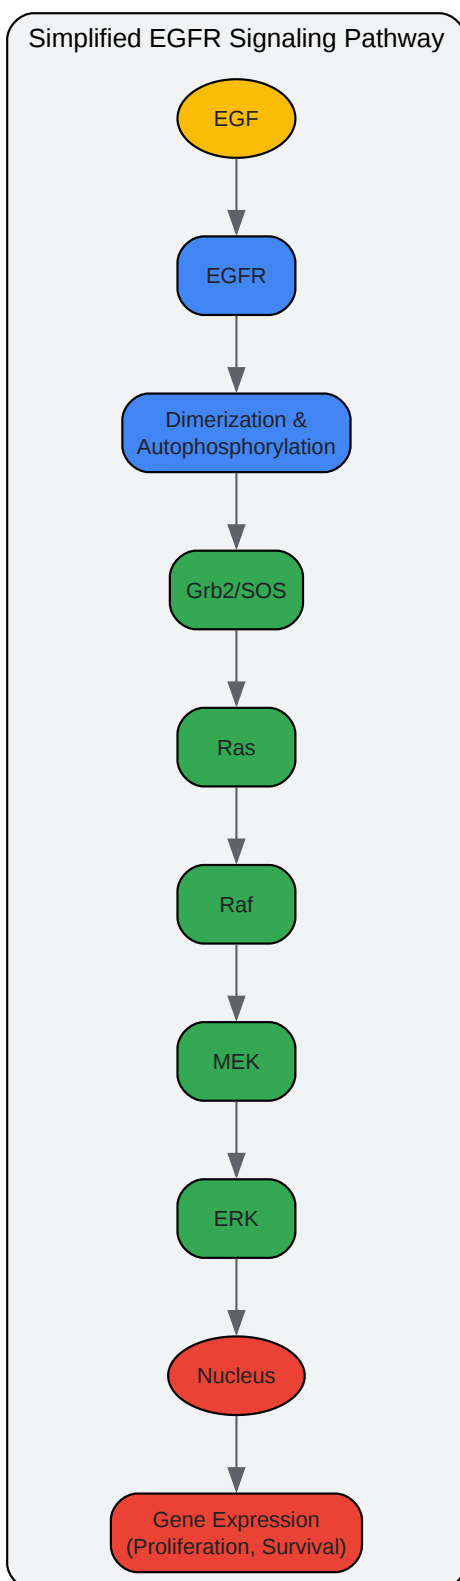 Simplified EGFR Signaling Pathway
EGF
EGFR
Dimerization &
Autophosphorylation
Grb2/SOS
Ras
Raf
MEK
ERK
Nucleus
Gene Expression
(Proliferation, Survival)